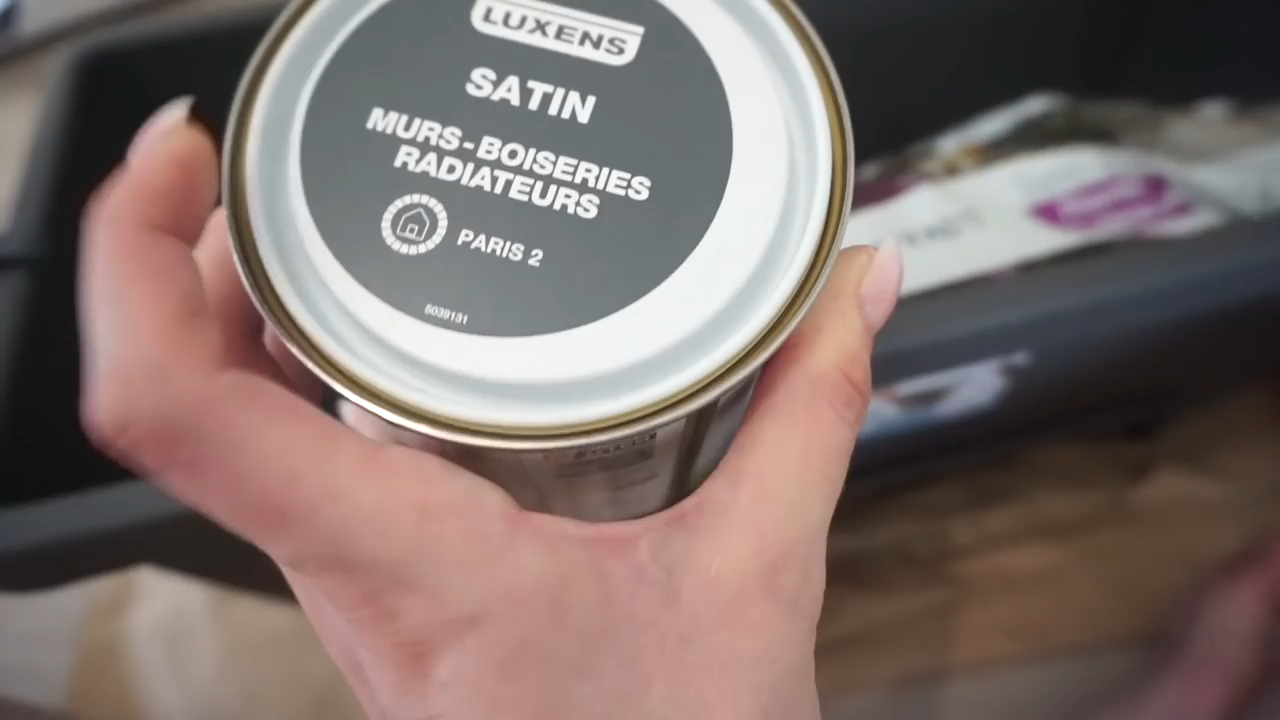 LUXENS
SATIN
MURS-BOISERIES
RADIATEURS
PARIS 2
5039131